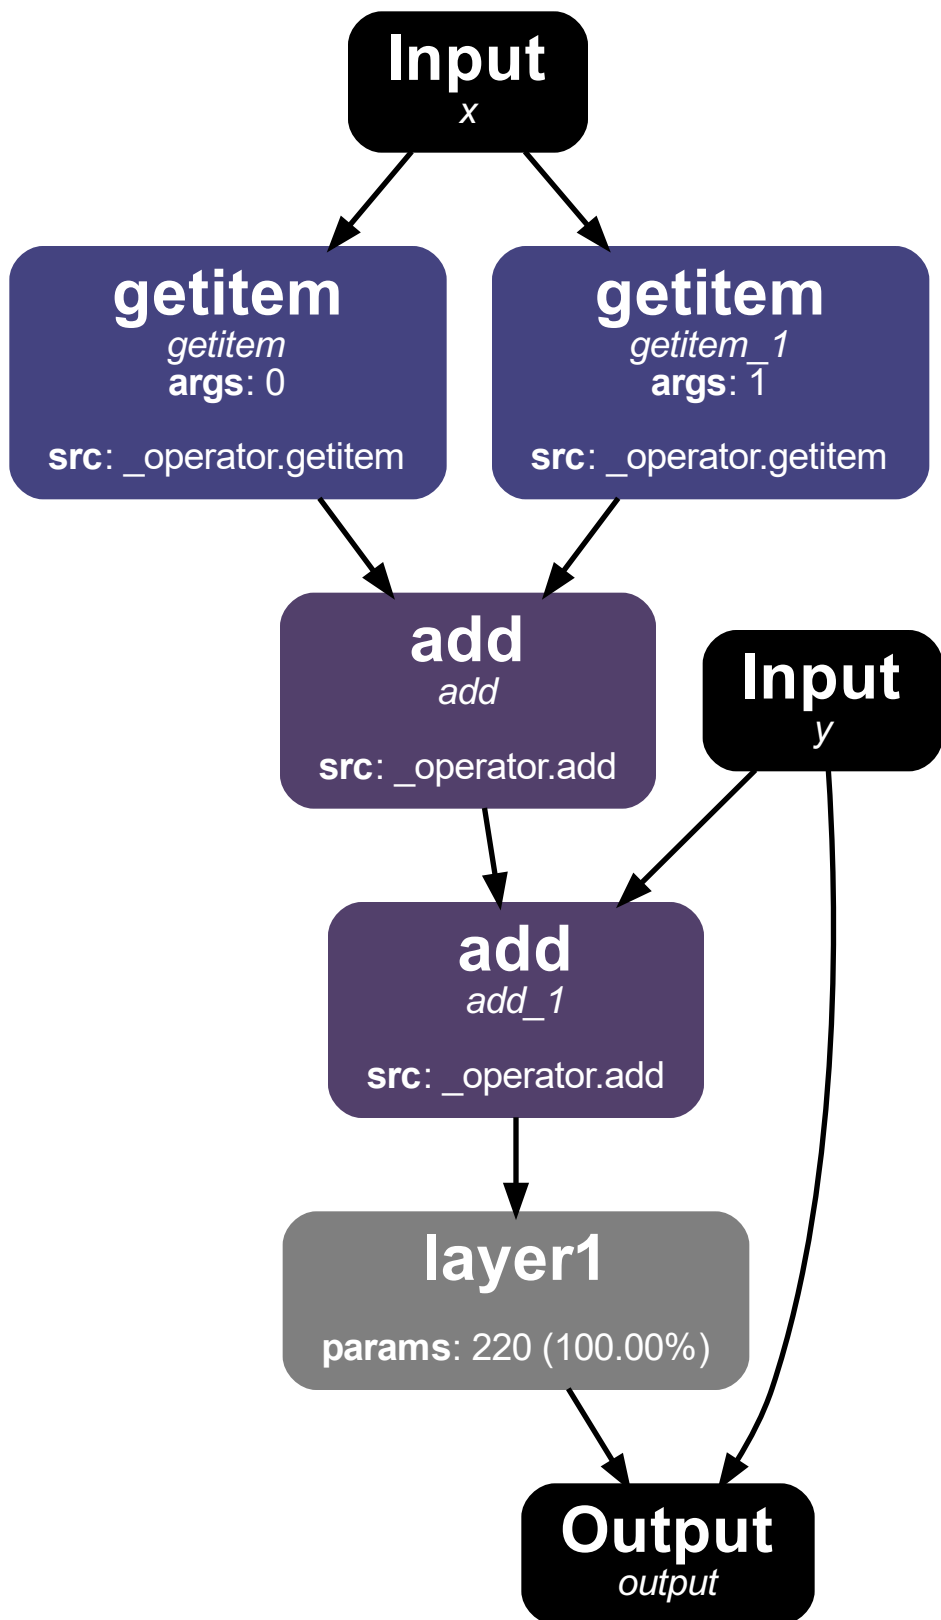 Input
x
getitem
getitem
args: 0
src: _operator.getitem
getitem
getitem_1
args: 1
src: _operator.getitem
add
add
src: _operator.add
Input
y
add
add_1
src: _operator.add
layer1
params: 220 (100.00%)
Output
output